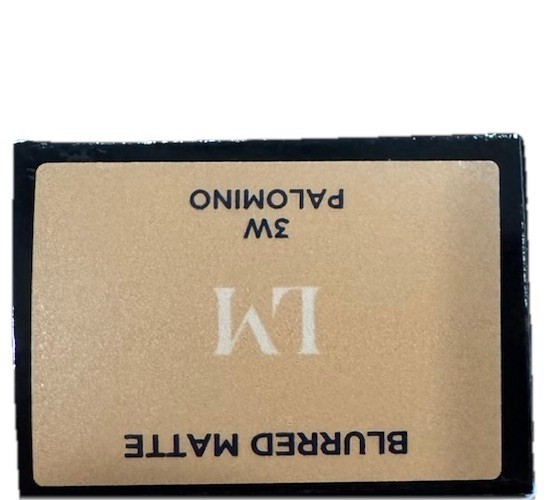 BLURRED MATTE
LM
3W
PALOMINO